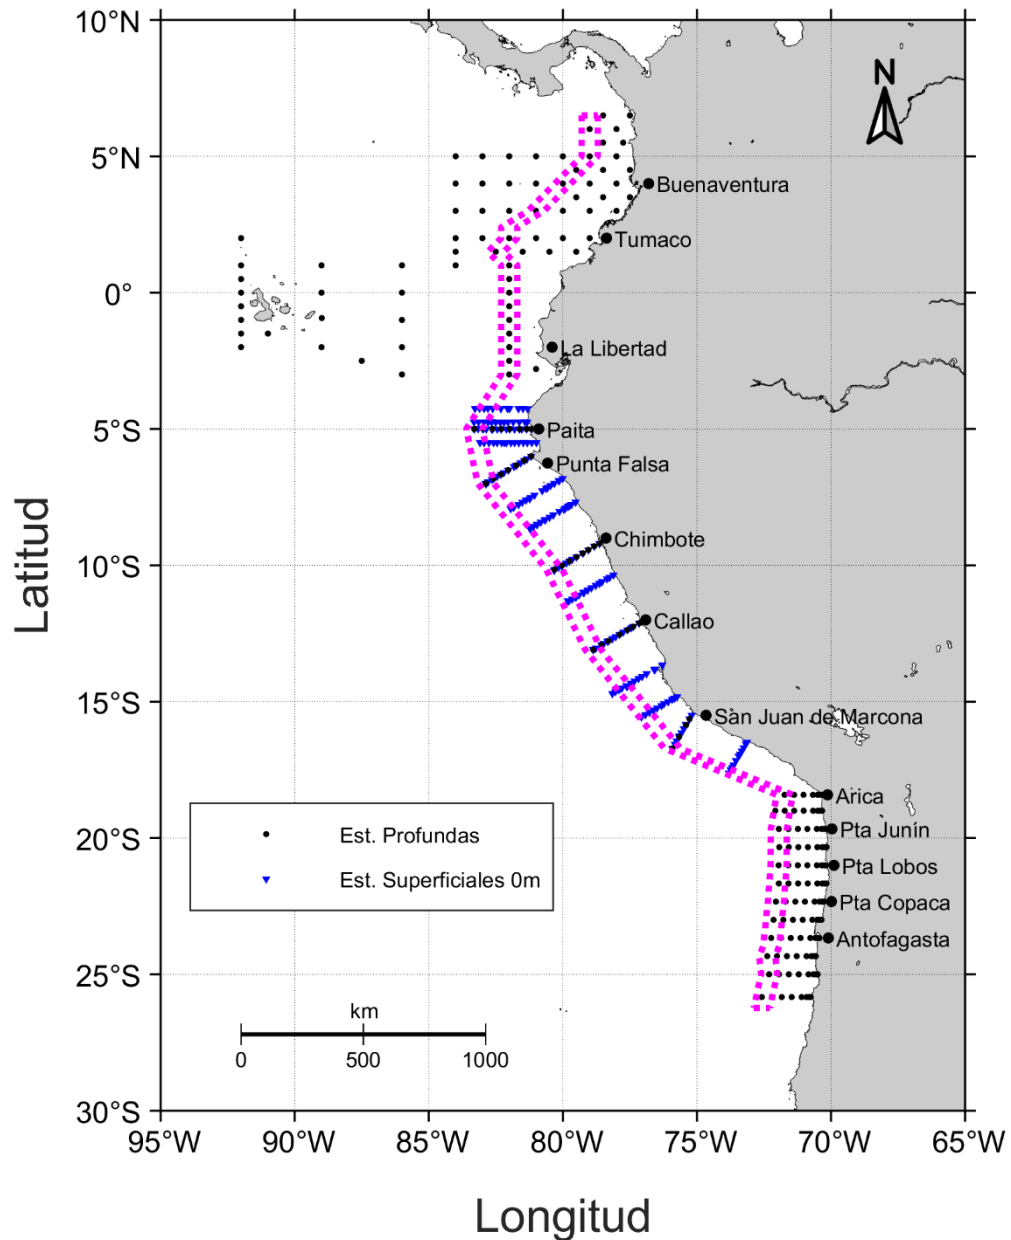 10°N
N
5°N
Buenaventura
Tumaco
0°
La Libertad
5°S
Paita
Punta Falsa
Chimbote
10°S
Callao
15°S
San Juan de Marcona
Arica
Est. Profundas
20°S
Pta Junín
Est. Superficiales 0m
Pta Lobos
Pta Copaca
Antofagasta
25°S
km
0 500 1000
30°S
95°W 90°W 85°W 80°W 75°W 70°W 65°W
Latitud
Longitud